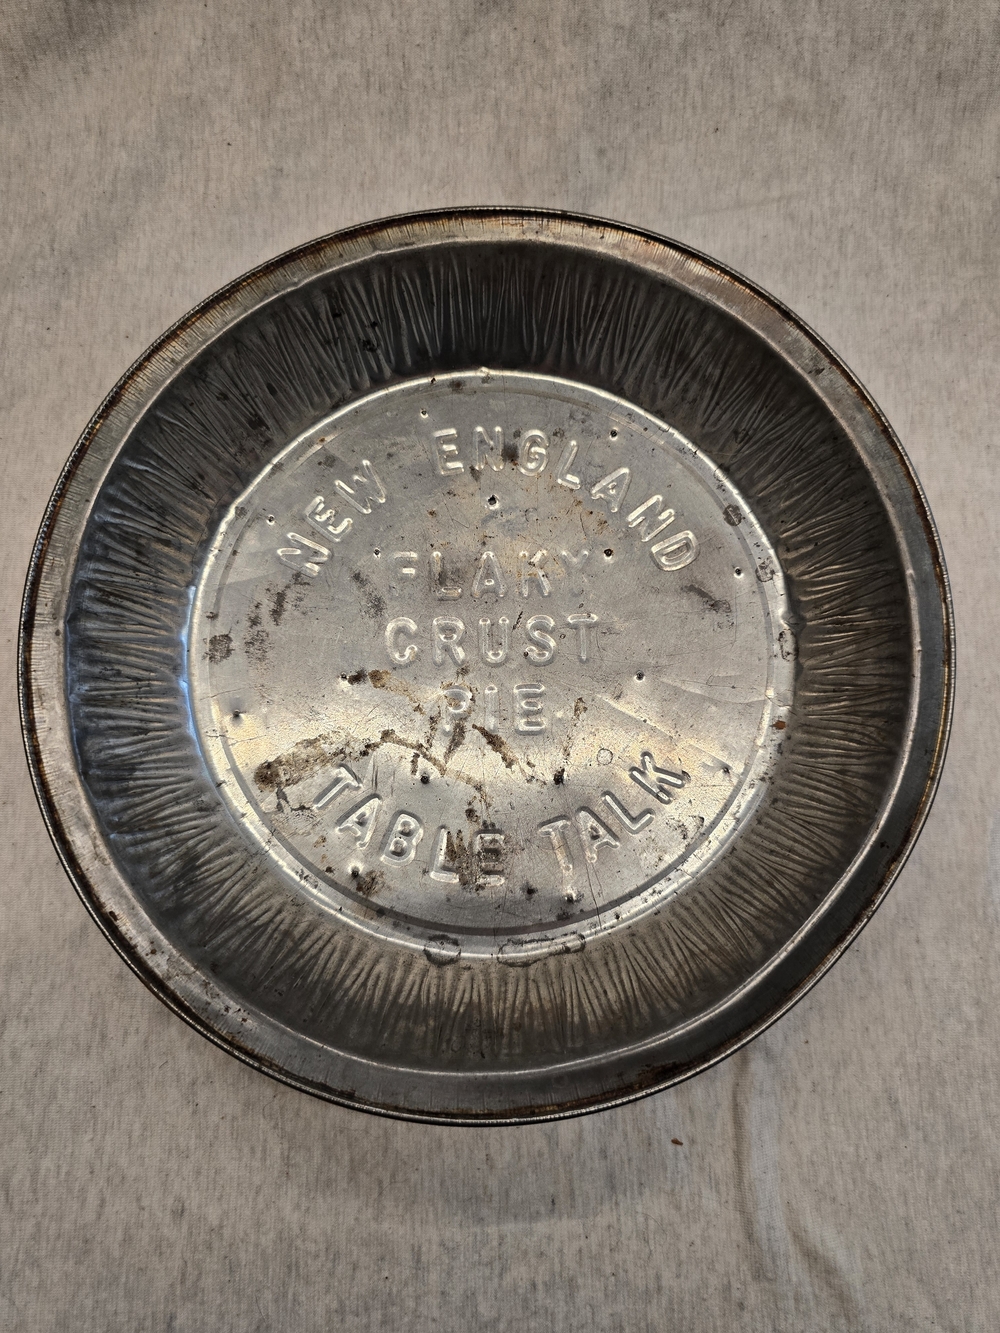 NEW ENGLAND
FLAKY
CRUST
PIE
TABLE TALK